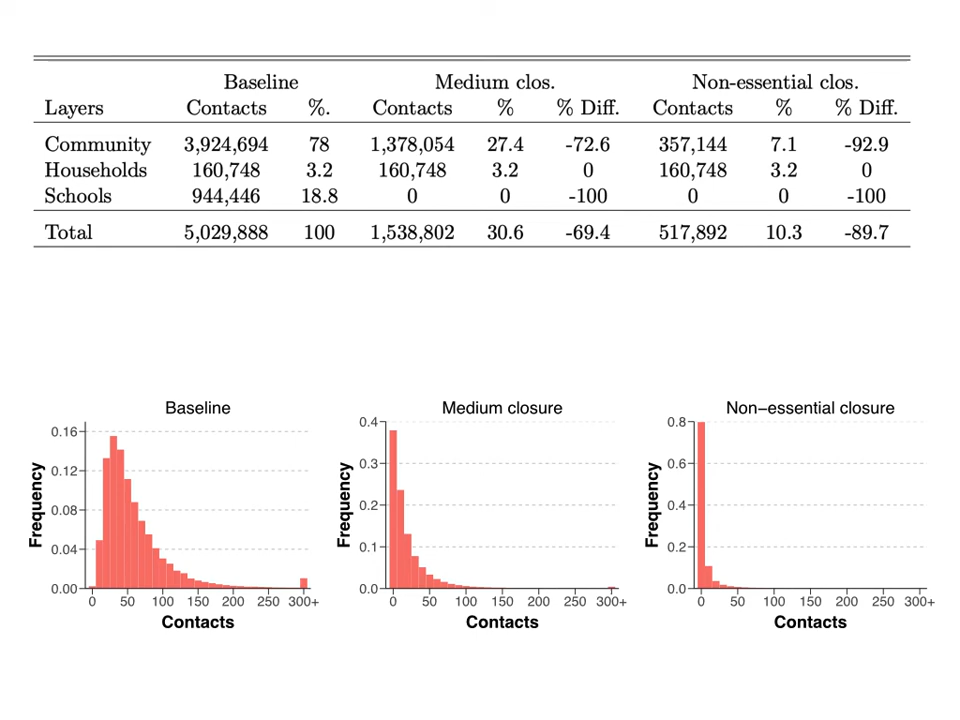 Baseline Medium clos. Non-essential clos.
Layers Contacts %. Contacts % % Diff. Contacts % % Diff.
Community 3,924,694 78 1,378,054 27.4 -72.6 357,144 7.1 -92.9
Households 160,748 3.2 160,748 3.2 0 160,748 3.2 0
Schools 944,446 18.8 0 0 -100 0 0 -100
Total 5,029,888 100 1,538,802 30.6 -69.4 517,892 10.3 -89.7
Baseline
Frequency
0.16
0.12
0.08
0.04
0.00
0 50 100 150 200 250 300+
Contacts
Medium closure
Frequency
0.4
0.3
0.2
0.1
0.0
0 50 100 150 200 250 300+
Contacts
Non−essential closure
Frequency
0.8
0.6
0.4
0.2
0.0
0 50 100 150 200 250 300+
Contacts